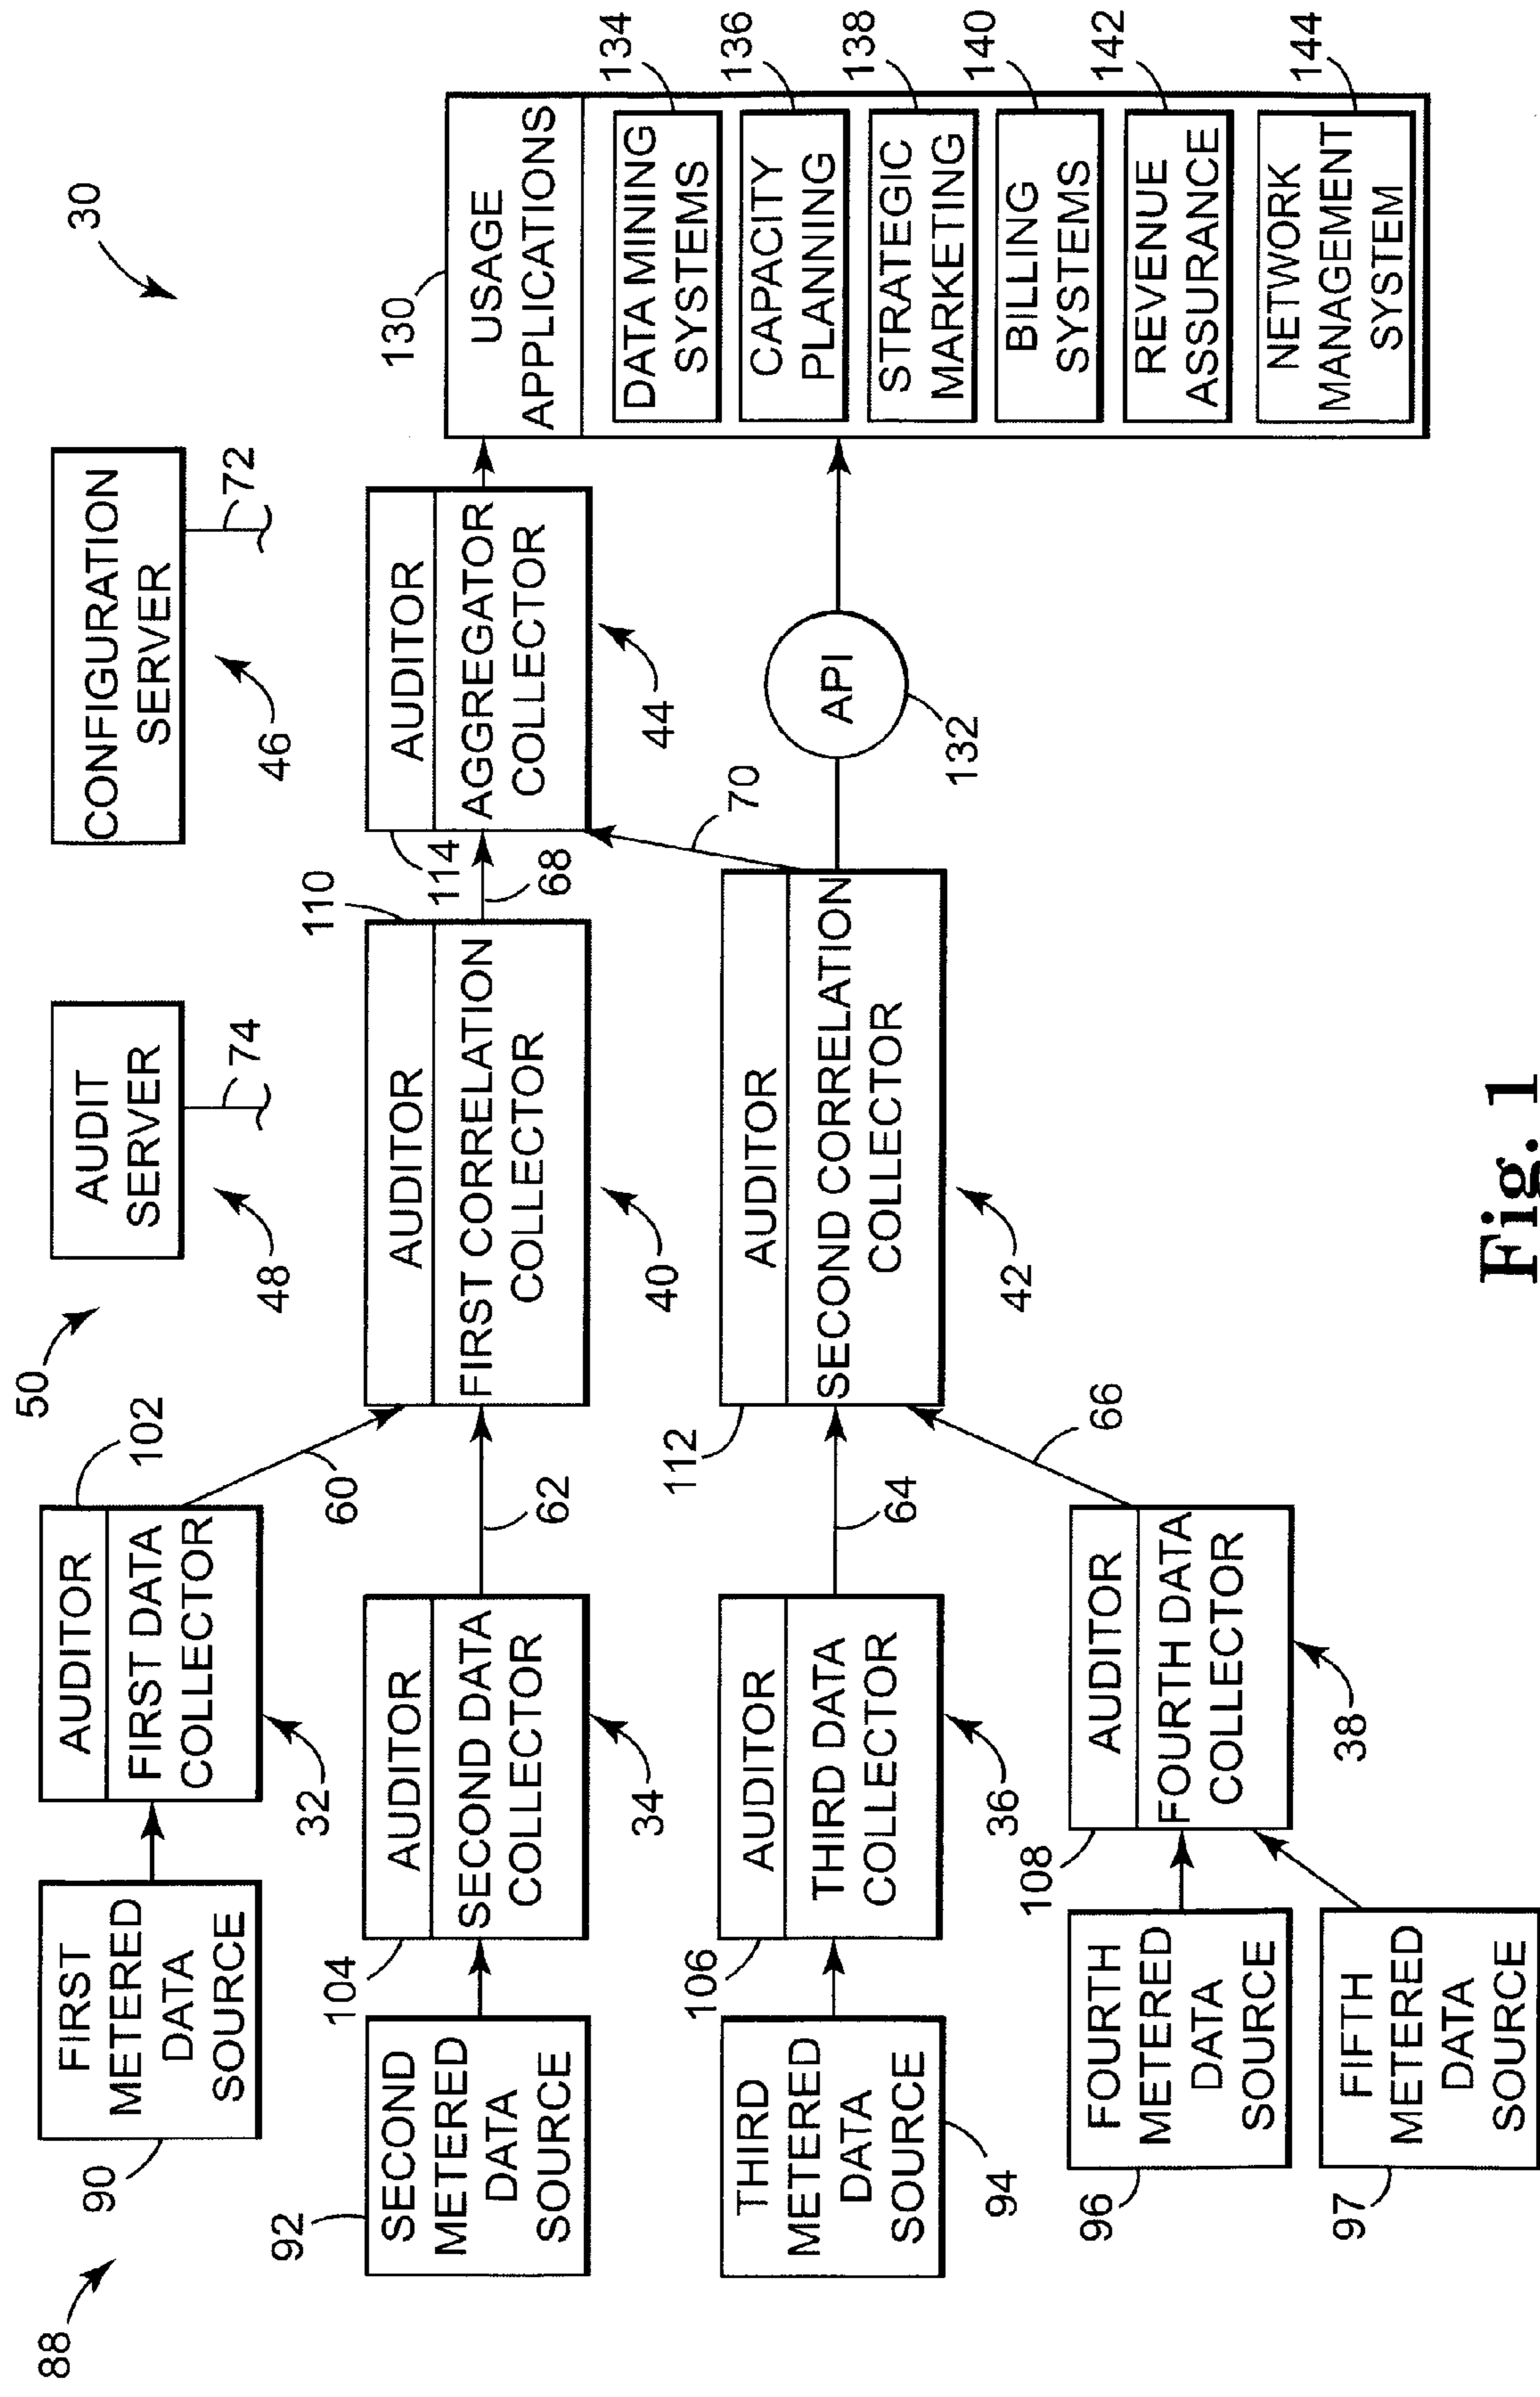 30
50
88
CONFIGURATION
SERVER
72
46
AUDIT
SERVER
74
48
AUDITOR
FIRST DATA
COLLECTOR
102
32
60
FIRST
METERED
DATA
SOURCE
90
SECOND
METERED
DATA
SOURCE
92
AUDITOR
SECOND DATA
COLLECTOR
104
34
62
AUDITOR
FIRST CORRELATION
COLLECTOR
110
40
68
AUDITOR
AGGREGATOR
COLLECTOR
114
44
70
THIRD
METERED
DATA
SOURCE
94
AUDITOR
THIRD DATA
COLLECTOR
106
36
64
AUDITOR
SECOND CORRELATION
COLLECTOR
112
42
66
API
132
FOURTH
METERED
DATA
SOURCE
96
FIFTH
METERED
DATA
SOURCE
97
AUDITOR
FOURTH DATA
COLLECTOR
108
38
130
USAGE
APPLICATIONS
DATA MINING
SYSTEMS
134
CAPACITY
PLANNING
136
STRATEGIC
MARKETING
138
BILLING
SYSTEMS
140
REVENUE
ASSURANCE
142
NETWORK
MANAGEMENT
SYSTEM
144
Fig. 1